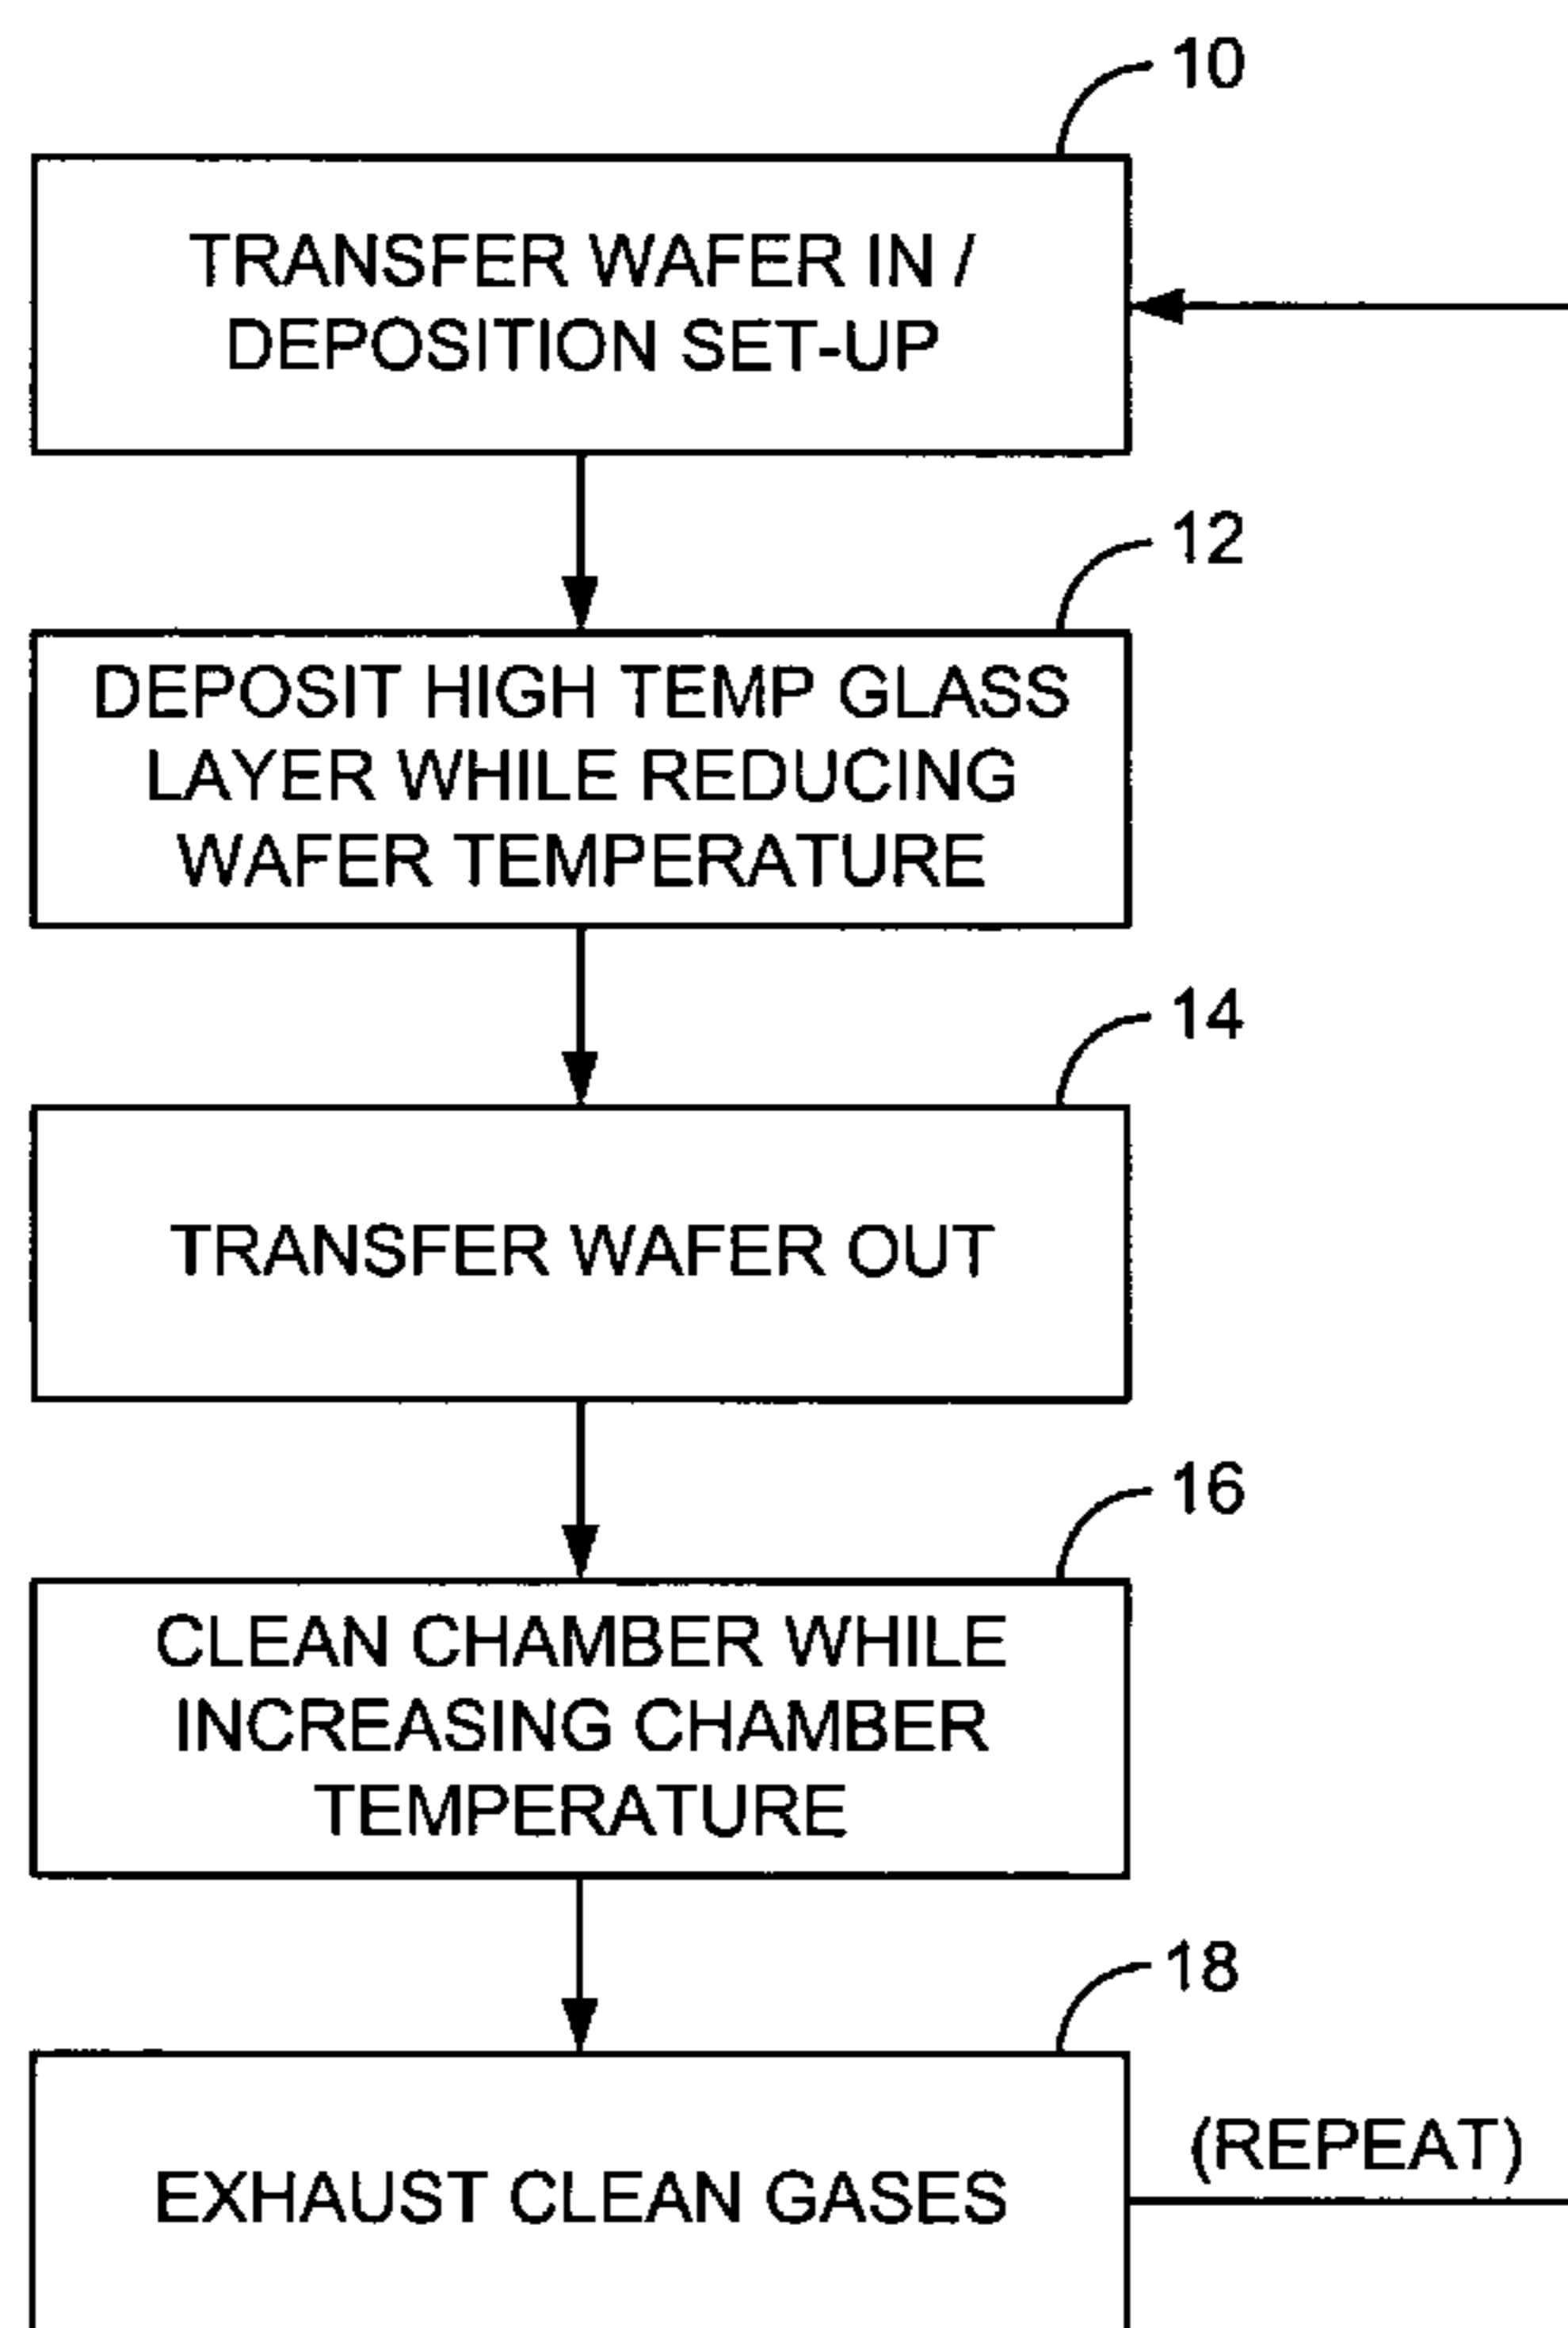 10
TRANSFER WAFER IN /
DEPOSITION SET-UP
12
DEPOSIT HIGH TEMP GLASS
LAYER WHILE REDUCING
WAFER TEMPERATURE
14
TRANSFER WAFER OUT
16
CLEAN CHAMBER WHILE
INCREASING CHAMBER
TEMPERATURE
18
EXHAUST CLEAN GASES
(REPEAT)